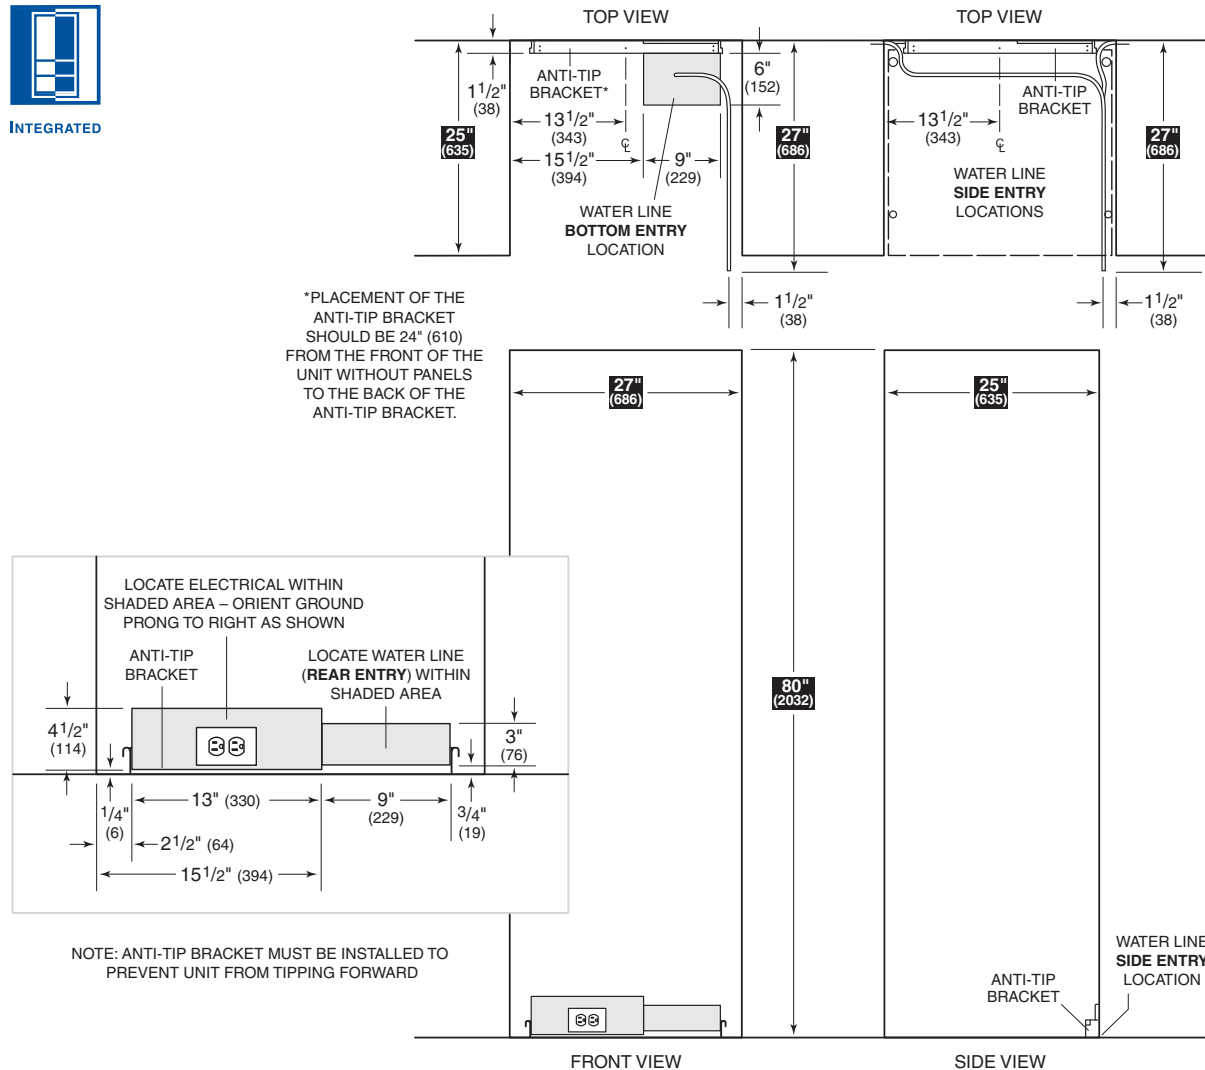 INTEGRATED
TOP VIEW
ANTI-TIP
BRACKET*
1 1/2"
(38)
25"
(635)
13 1/2"
(343)
℄
15 1/2"
(394)
9"
(229)
6"
(152)
27"
(686)
WATER LINE
BOTTOM ENTRY
LOCATION
1 1/2"
(38)
TOP VIEW
ANTI-TIP
BRACKET
13 1/2"
(343)
℄
27"
(686)
WATER LINE
SIDE ENTRY
LOCATIONS
1 1/2"
(38)
*PLACEMENT OF THE
ANTI-TIP BRACKET
SHOULD BE 24" (610)
FROM THE FRONT OF THE
UNIT WITHOUT PANELS
TO THE BACK OF THE
ANTI-TIP BRACKET.
27"
(686)
25"
(635)
80"
(2032)
LOCATE ELECTRICAL WITHIN
SHADED AREA – ORIENT GROUND
PRONG TO RIGHT AS SHOWN
ANTI-TIP
BRACKET
LOCATE WATER LINE
(REAR ENTRY) WITHIN
SHADED AREA
4 1/2"
(114)
3"
(76)
1/4"
(6)
13" (330)
9"
(229)
3/4"
(19)
2 1/2" (64)
15 1/2" (394)
NOTE: ANTI-TIP BRACKET MUST BE INSTALLED TO
PREVENT UNIT FROM TIPPING FORWARD
ANTI-TIP
BRACKET
WATER LINE
SIDE ENTRY
LOCATION
FRONT VIEW
SIDE VIEW